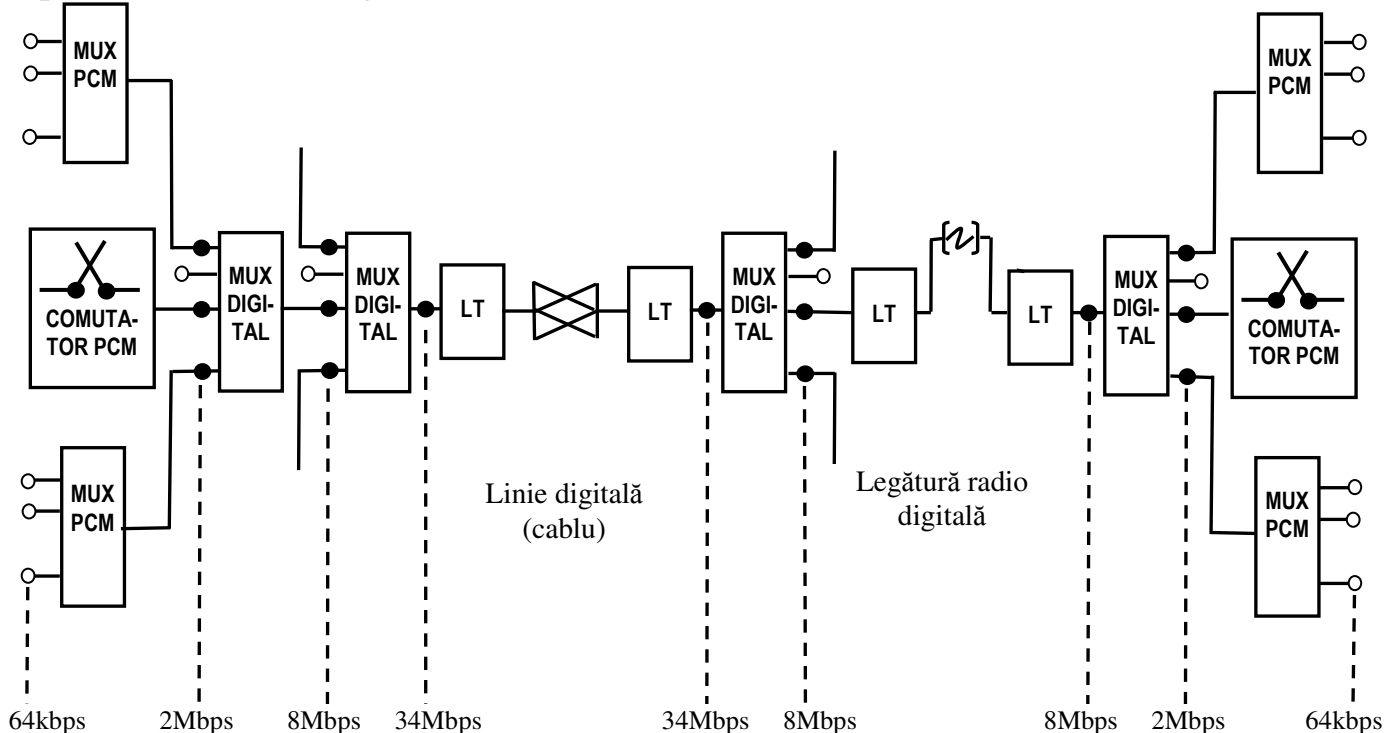 MUX
PCM
MUX
PCM
COMUTA-
TOR PCM
MUX
DIGI-
TAL
MUX
DIGI-
TAL
LT
LT
MUX
DIGI-
TAL
LT
LT
MUX
DIGI-
TAL
COMUTA-
TOR PCM
MUX
PCM
Linie digitală
(cablu)
Legătură radio
digitală
MUX
PCM
64kbps
2Mbps
8Mbps
34Mbps
34Mbps
8Mbps
8Mbps
2Mbps
64kbps